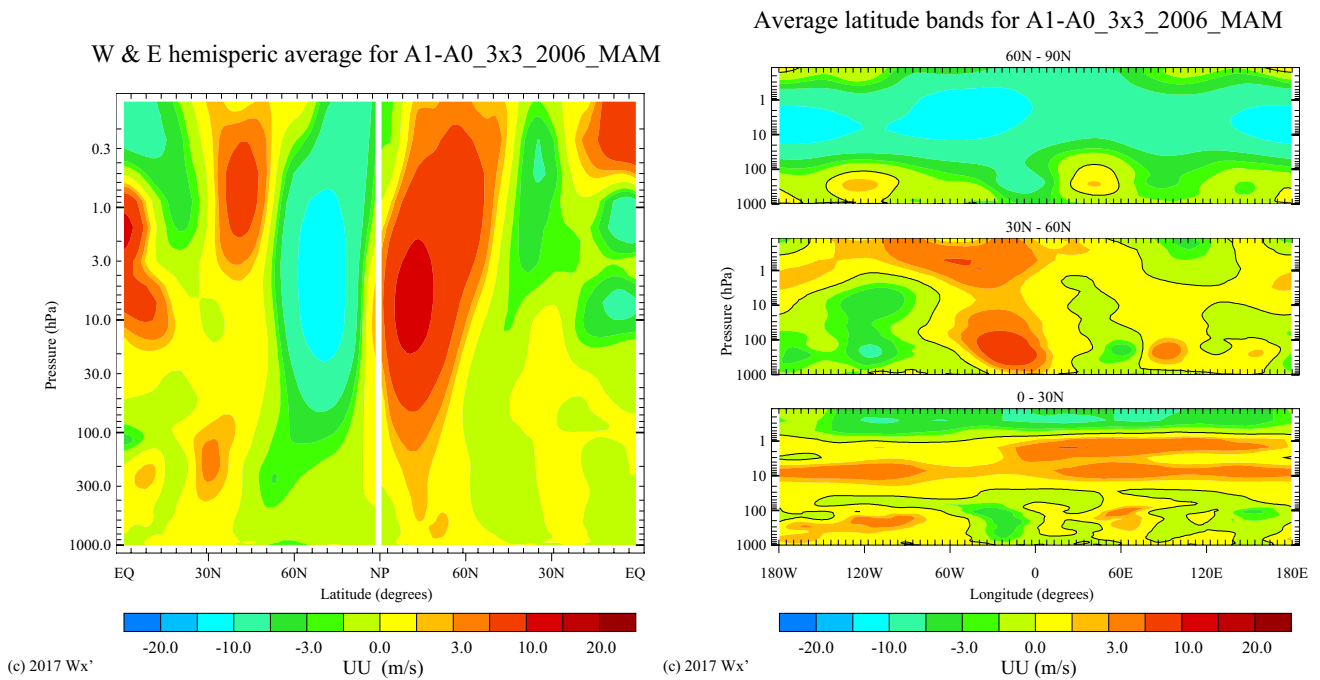 W & E hemisperic average for A1-A0_3x3_2006_MAM
Pressure (hPa)
0.3
1.0
3.0
10.0
30.0
100.0
300.0
1000.0
EQ 30N 60N NP 60N 30N EQ
Latitude (degrees)
-20.0 -10.0 -3.0 0.0 3.0 10.0 20.0
UU (m/s)
(c) 2017 Wx’
Average latitude bands for A1-A0_3x3_2006_MAM
60N - 90N
1
10
100
1000
30N - 60N
Pressure (hPa)
1
10
100
1000
0 - 30N
1
10
100
1000
180W 120W 60W 0 60E 120E 180E
Longitude (degrees)
-20.0 -10.0 -3.0 0.0 3.0 10.0 20.0
UU (m/s)
(c) 2017 Wx’